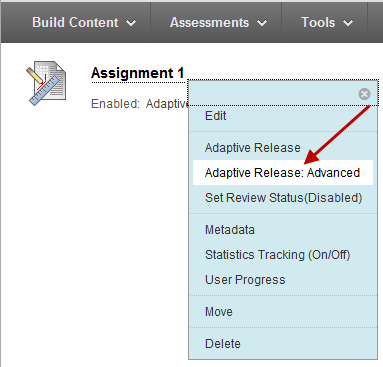 Build Content Assessments Tools
Assignment 1
Enabled: Adaptive
Edit
Adaptive Release
Adaptive Release: Advanced
Set Review Status(Disabled)
Metadata
Statistics Tracking (On/Off)
User Progress
Move
Delete